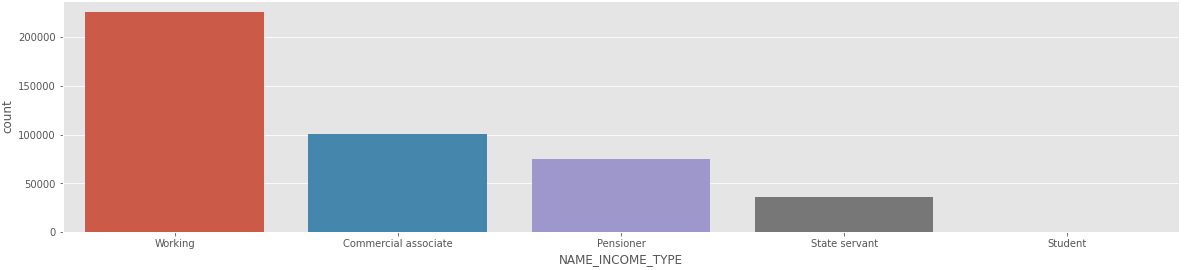 200000
150000
100000
50000
0
count
Working Commercial associate Pensioner State servant Student
NAME_INCOME_TYPE